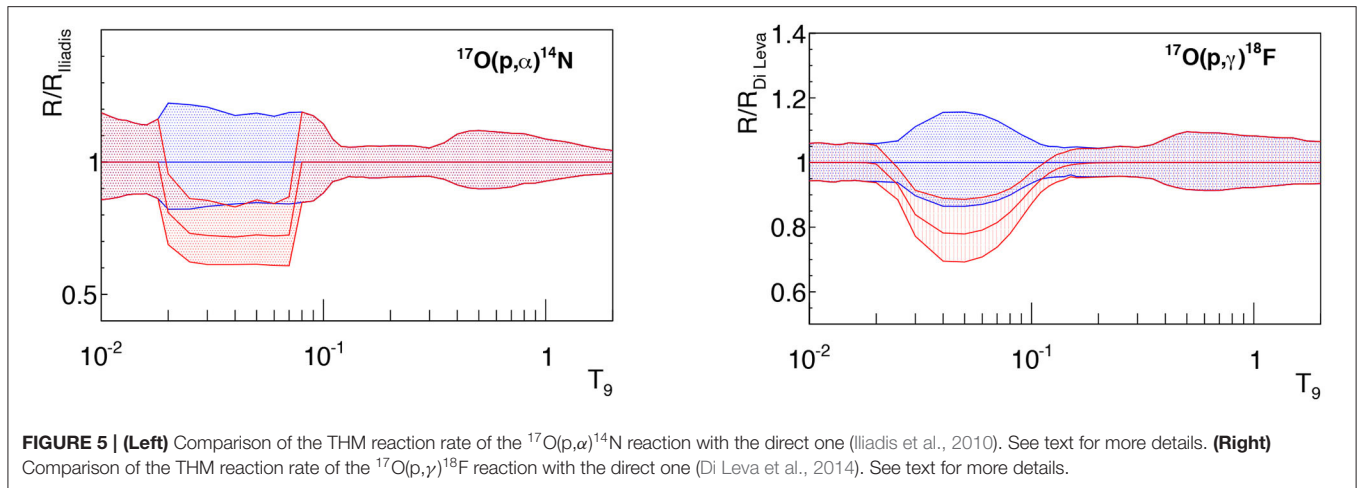 ¹⁷O(p,α)¹⁴N
R/R_Iliadis
1
0.5
10⁻²
10⁻¹
1
T₉
¹⁷O(p,γ)¹⁸F
R/R_Di Leva
1.4
1.2
1
0.8
0.6
10⁻²
10⁻¹
1
T₉
FIGURE 5 | (Left) Comparison of the THM reaction rate of the ¹⁷O(p,α)¹⁴N reaction with the direct one (Iliadis et al., 2010). See text for more details. (Right)
Comparison of the THM reaction rate of the ¹⁷O(p,γ)¹⁸F reaction with the direct one (Di Leva et al., 2014). See text for more details.